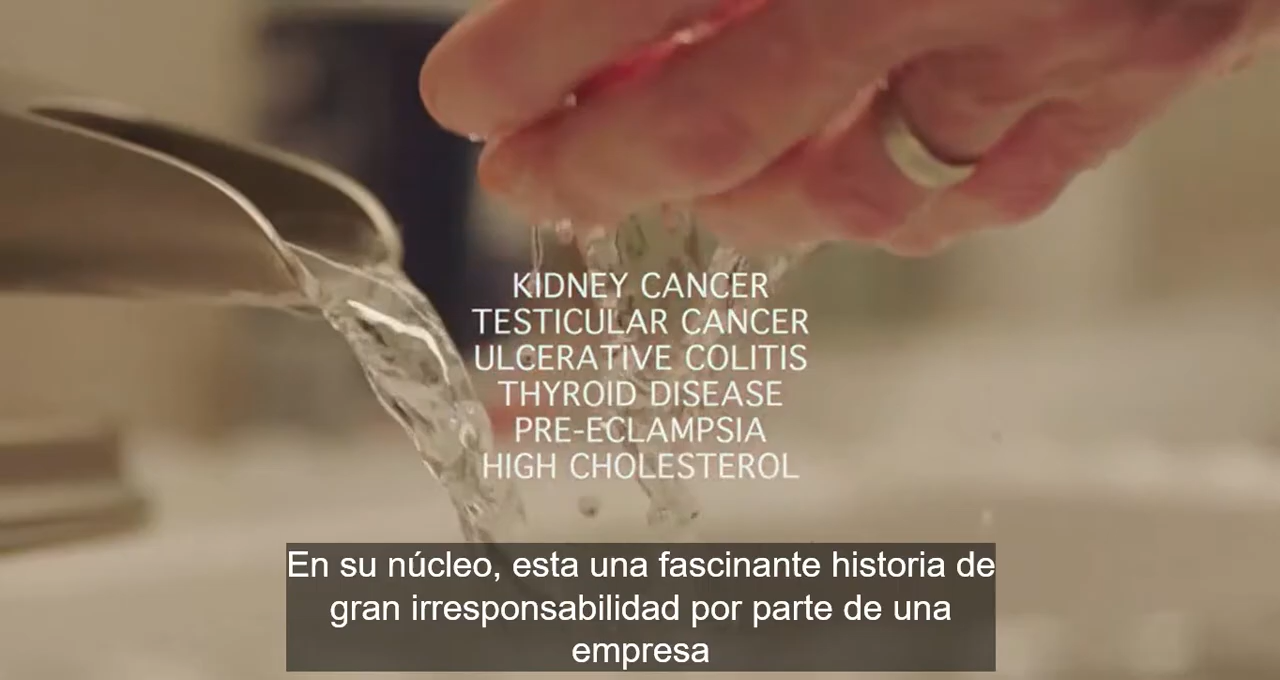 KIDNEY CANCER
TESTICULAR CANCER
ULCERATIVE COLITIS
THYROID DISEASE
PRE-ECLAMPSIA
HIGH CHOLESTEROL
En su núcleo, esta una fascinante historia de
gran irresponsabilidad por parte de una
empresa